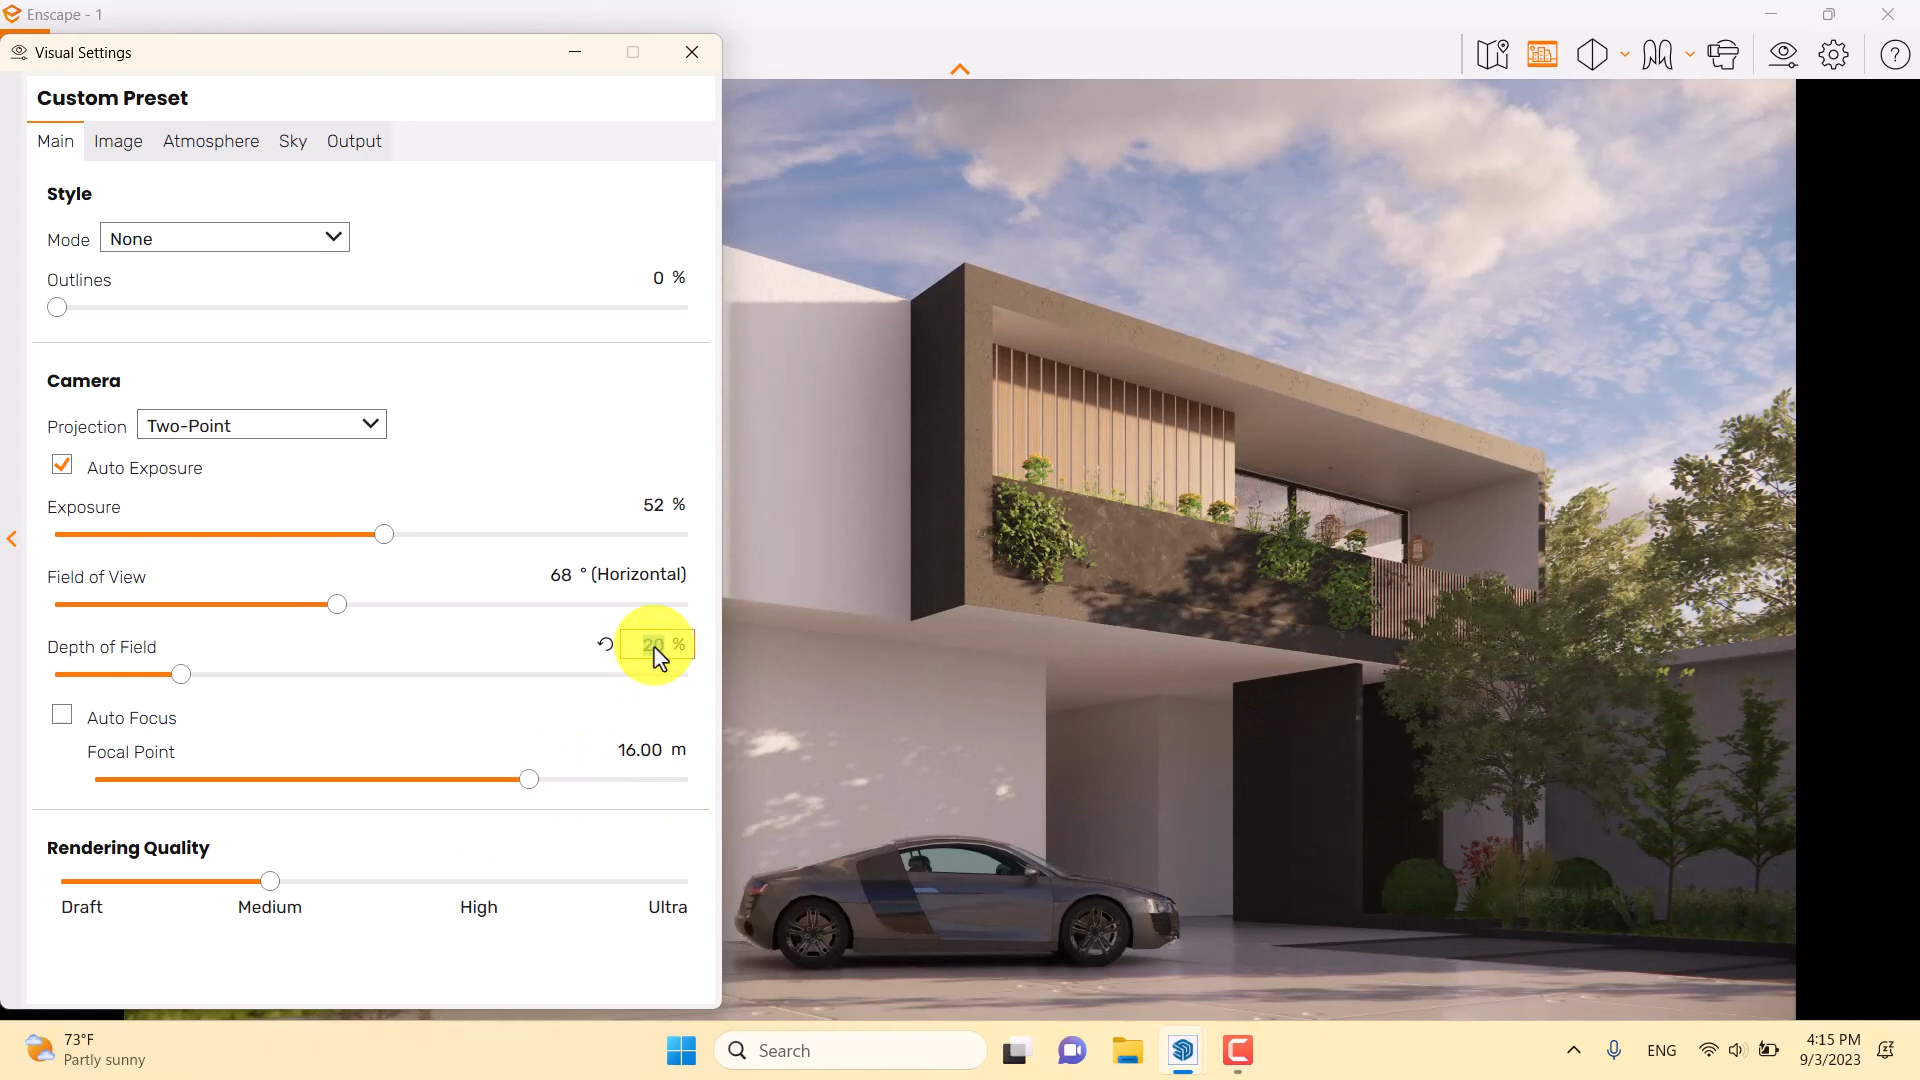 Enscape - 1
Visual Settings
Custom Preset
Main Image Atmosphere Sky Output
Style
Mode None
Outlines 0 %
Camera
Projection Two-Point
Auto Exposure
Exposure 52 %
Field of View 68 ° (Horizontal)
Depth of Field 20 %
Auto Focus
Focal Point 16.00 m
Rendering Quality
Draft Medium High Ultra
73°F
Partly sunny
Search
ENG
4:15 PM
9/3/2023